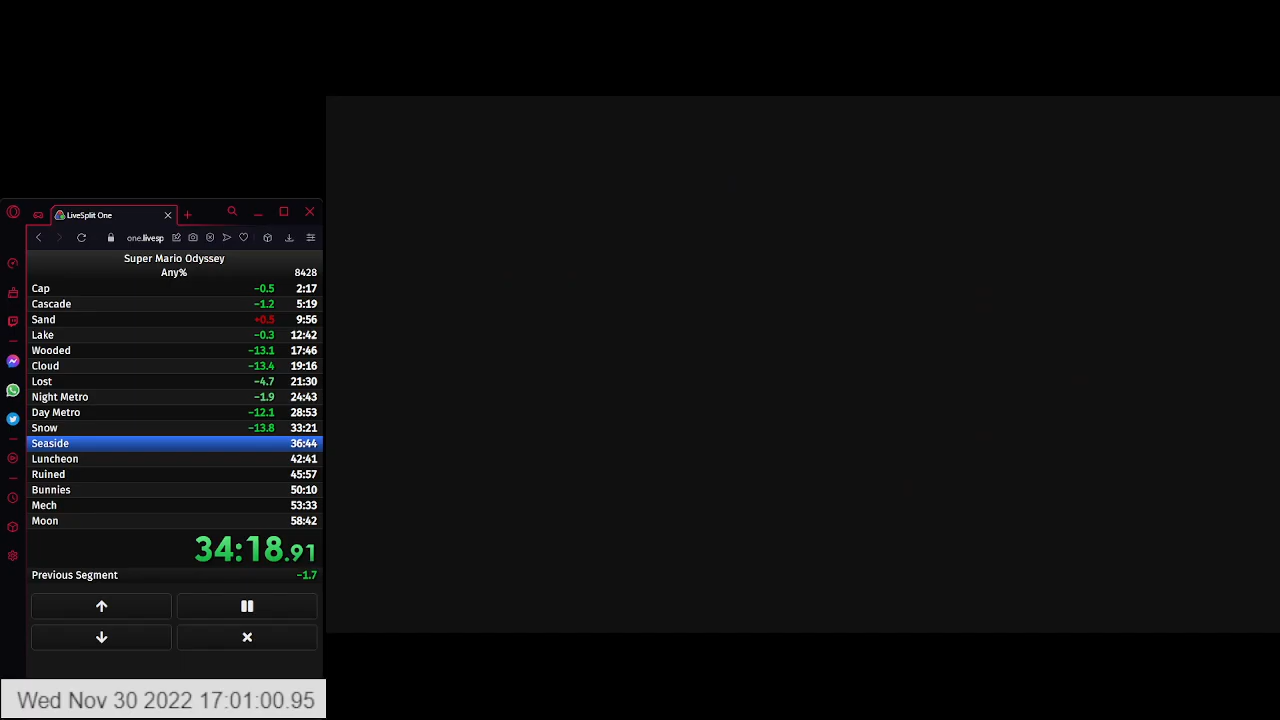 LiveSplit One
one.livesp
Super Mario Odyssey
Any% 8428
Cap −0.5 2:17
Cascade −1.2 5:19
Sand +0.5 9:56
Lake −0.3 12:42
Wooded −13.1 17:46
Cloud −13.4 19:16
Lost −4.7 21:30
Night Metro −1.9 24:43
Day Metro −12.1 28:53
Snow −13.8 33:21
Seaside 36:44
Luncheon 42:41
Ruined 45:57
Bunnies 50:10
Mech 53:33
Moon 58:42
34:18.91
Previous Segment −1.7
Wed Nov 30 2022 17:01:00.95